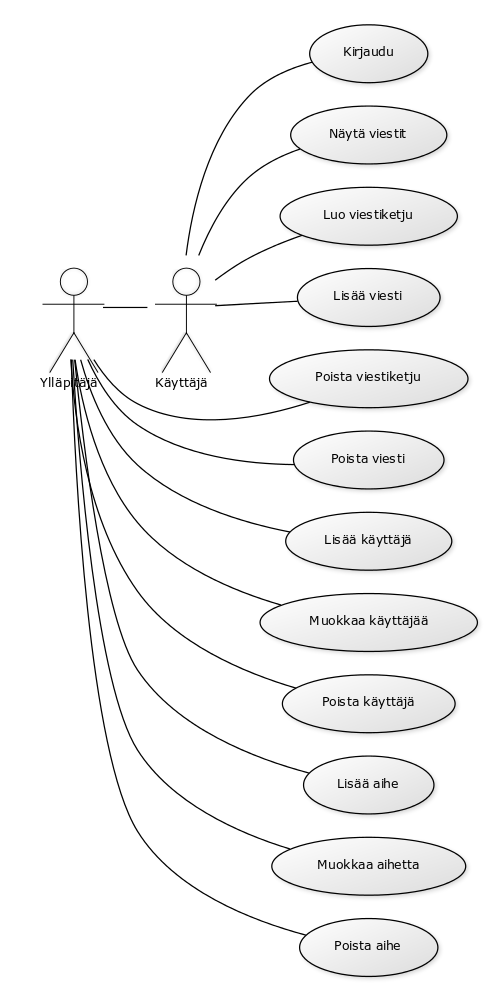 Kirjaudu
Näytä viestit
Luo viestiketju
Lisää viesti
Ylläpitäjä
Käyttäjä
Poista viestiketju
Poista viesti
Lisää käyttäjä
Muokkaa käyttäjää
Poista käyttäjä
Lisää aihe
Muokkaa aihetta
Poista aihe